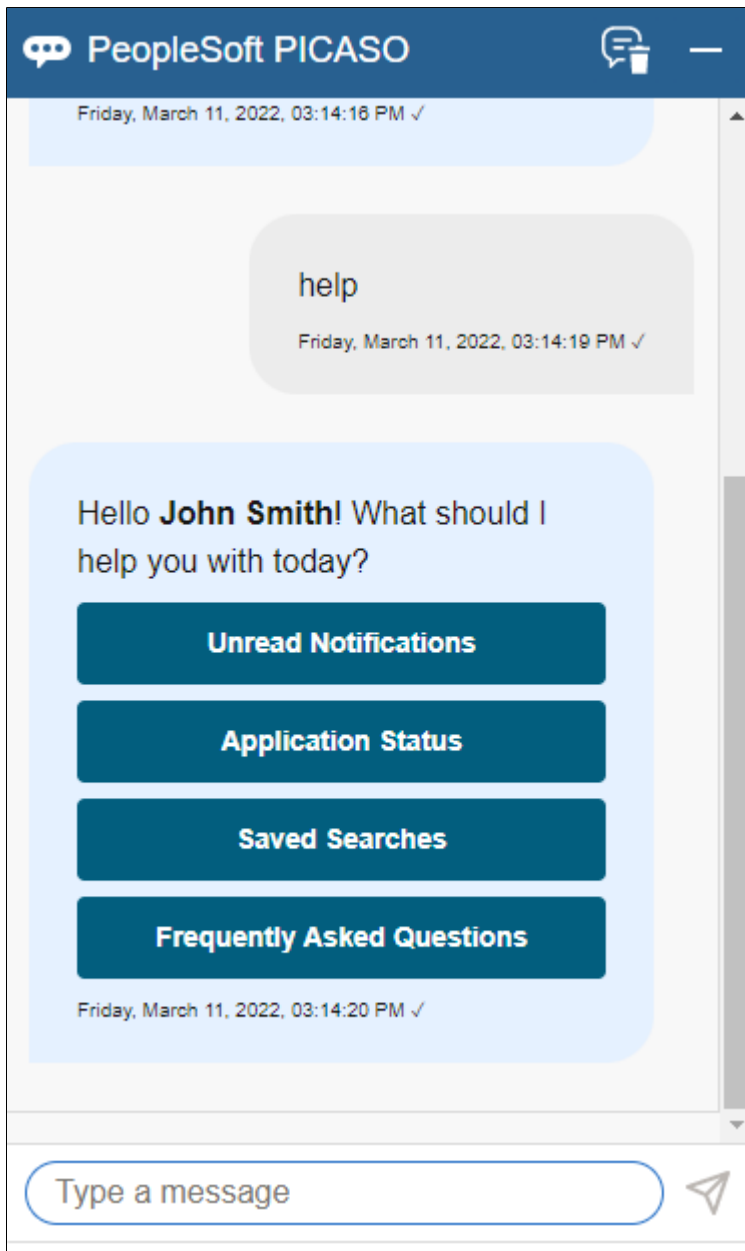 PeopleSoft PICASO
Friday, March 11, 2022, 03:14:16 PM ✓
help
Friday, March 11, 2022, 03:14:19 PM ✓
Hello John Smith! What should I
help you with today?
Unread Notifications
Application Status
Saved Searches
Frequently Asked Questions
Friday, March 11, 2022, 03:14:20 PM ✓
Type a message